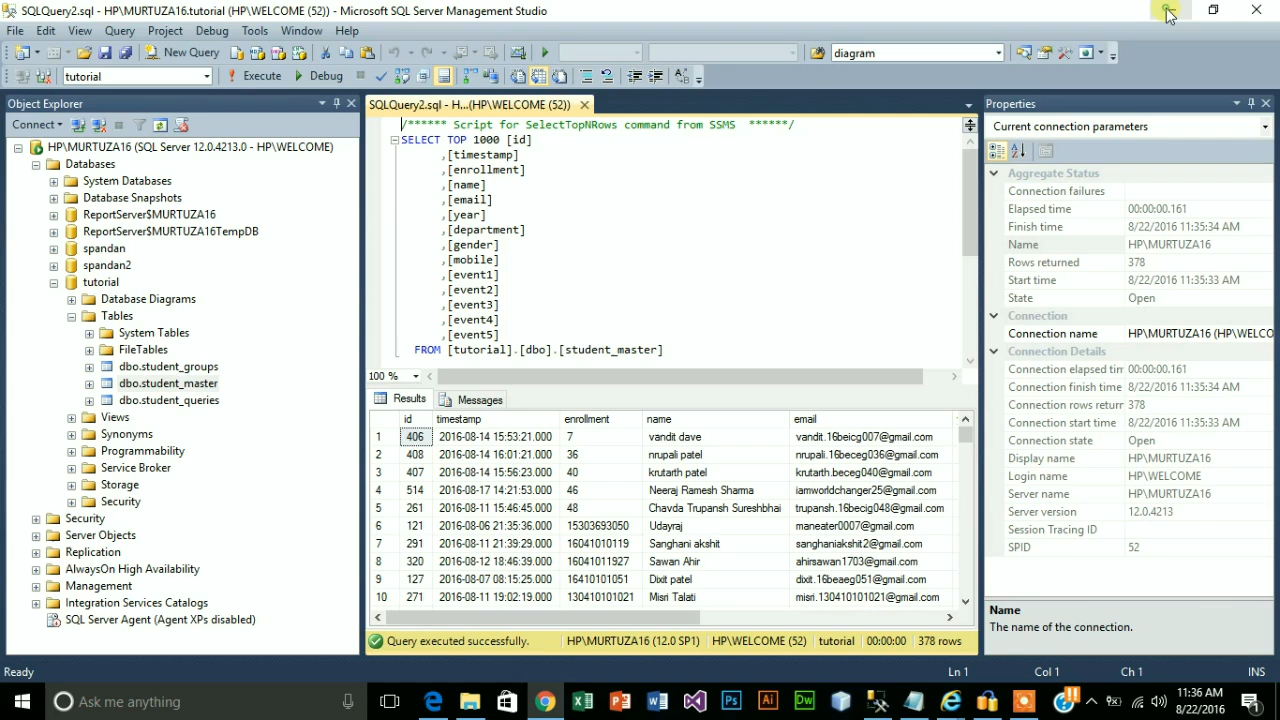 SQLQuery2.sql - HP\MURTUZA16.tutorial (HP\WELCOME (52)) - Microsoft SQL Server Management Studio
File Edit View Query Project Debug Tools Window Help
New Query diagram
tutorial Execute Debug
Object Explorer
Connect
HP\MURTUZA16 (SQL Server 12.0.4213.0 - HP\WELCOME)
Databases
System Databases
Database Snapshots
ReportServer$MURTUZA16
ReportServer$MURTUZA16TempDB
spandan
spandan2
tutorial
Database Diagrams
Tables
System Tables
FileTables
dbo.student_groups
dbo.student_master
dbo.student_queries
Views
Synonyms
Programmability
Service Broker
Storage
Security
Security
Server Objects
Replication
AlwaysOn High Availability
Management
Integration Services Catalogs
SQL Server Agent (Agent XPs disabled)
SQLQuery2.sql - H...(HP\WELCOME (52))
/****** Script for SelectTopNRows command from SSMS ******/
SELECT TOP 1000 [id]
,[timestamp]
,[enrollment]
,[name]
,[email]
,[year]
,[department]
,[gender]
,[mobile]
,[event1]
,[event2]
,[event3]
,[event4]
,[event5]
FROM [tutorial].[dbo].[student_master]
100 %
Results Messages
id timestamp enrollment name email
1 406 2016-08-14 15:53:21.000 7 vandit dave vandit.16beicg007@gmail.com
2 408 2016-08-14 16:01:21.000 36 nrupali patel nrupali.16beceg036@gmail.com
3 407 2016-08-14 15:56:23.000 40 krutarth patel krutarth.beceg040@gmail.com
4 514 2016-08-17 14:21:53.000 46 Neeraj Ramesh Sharma iamworldchanger25@gmail.com
5 261 2016-08-11 15:46:45.000 48 Chavda Trupansh Sureshbhai trupansh.16becig048@gmail.com
6 121 2016-08-06 21:35:36.000 15303693050 Udayraj maneater0007@gmail.com
7 291 2016-08-11 21:39:29.000 16041010119 Sanghani akshit sanghaniakshit2@gmail.com
8 320 2016-08-12 18:46:39.000 16041011927 Sawan Ahir ahirsawan1703@gmail.com
9 127 2016-08-07 08:15:25.000 16410101051 Dixit patel dixit.16beaeg051@gmail.com
10 271 2016-08-11 19:02:19.000 130410101021 Misri Talati misri.130410101021@gmail.com
Query executed successfully. HP\MURTUZA16 (12.0 SP1) HP\WELCOME (52) tutorial 00:00:00 378 rows
Properties
Current connection parameters
Aggregate Status
Connection failures
Elapsed time 00:00:00.161
Finish time 8/22/2016 11:35:34 AM
Name HP\MURTUZA16
Rows returned 378
Start time 8/22/2016 11:35:33 AM
State Open
Connection
Connection name HP\MURTUZA16 (HP\WELCO
Connection Details
Connection elapsed tim 00:00:00.161
Connection finish time 8/22/2016 11:35:34 AM
Connection rows return 378
Connection start time 8/22/2016 11:35:33 AM
Connection state Open
Display name HP\MURTUZA16
Login name HP\WELCOME
Server name HP\MURTUZA16
Server version 12.0.4213
Session Tracing ID
SPID 52
Name
The name of the connection.
Ready Ln 1 Col 1 Ch 1 INS
Ask me anything
11:36 AM
8/22/2016